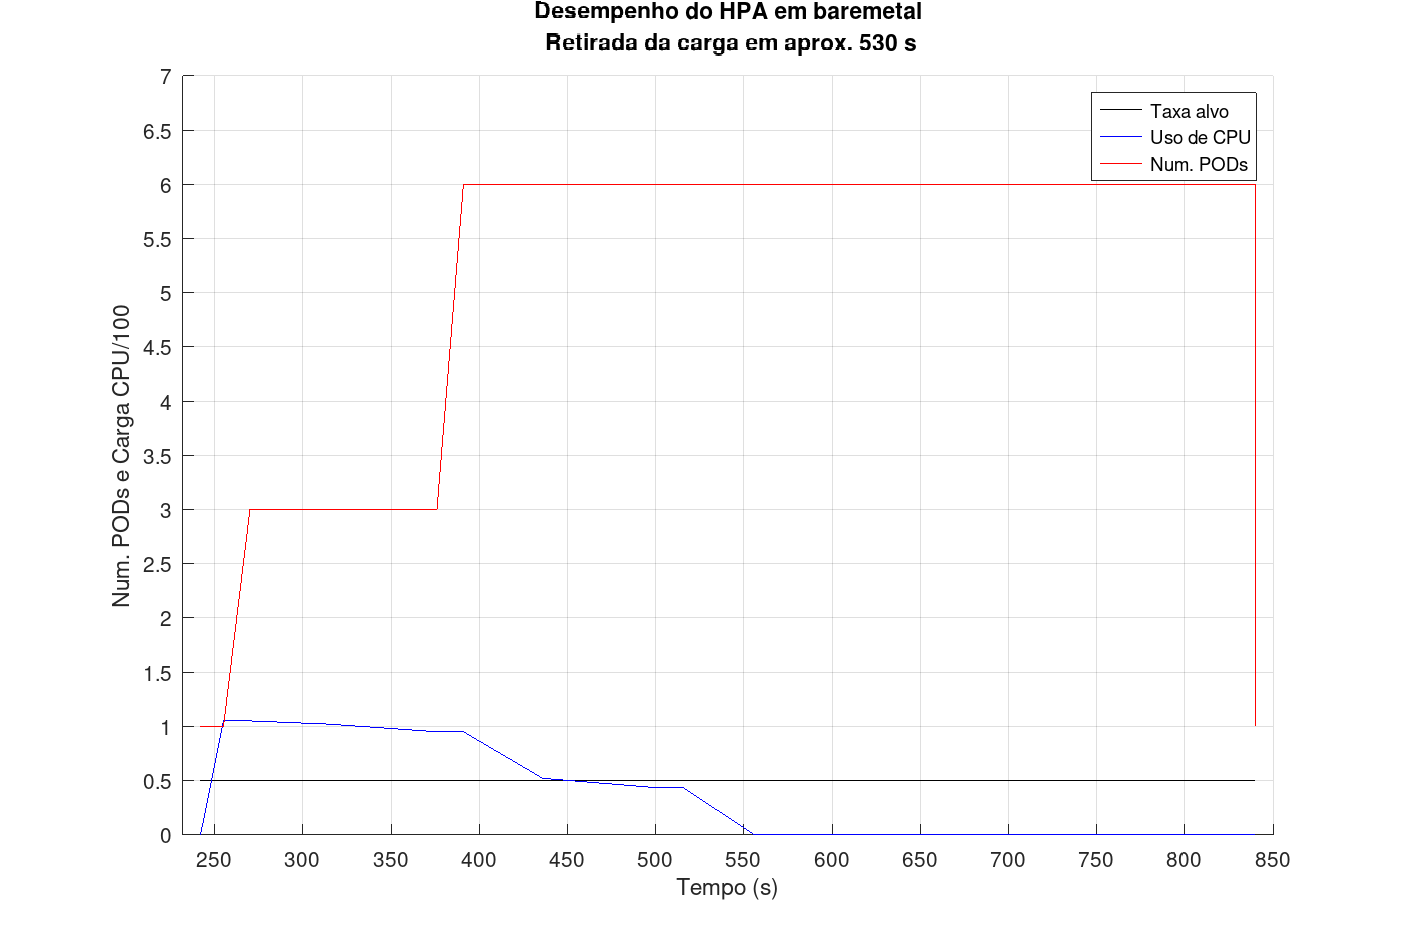 Desempenho do HPA em baremetal
Retirada da carga em aprox. 530 s
7
6.5
6
5.5
5
4.5
4
3.5
3
2.5
2
1.5
1
0.5
0
Num. PODs e Carga CPU/100
Taxa alvo
Uso de CPU
Num. PODs
250 300 350 400 450 500 550 600 650 700 750 800 850
Tempo (s)